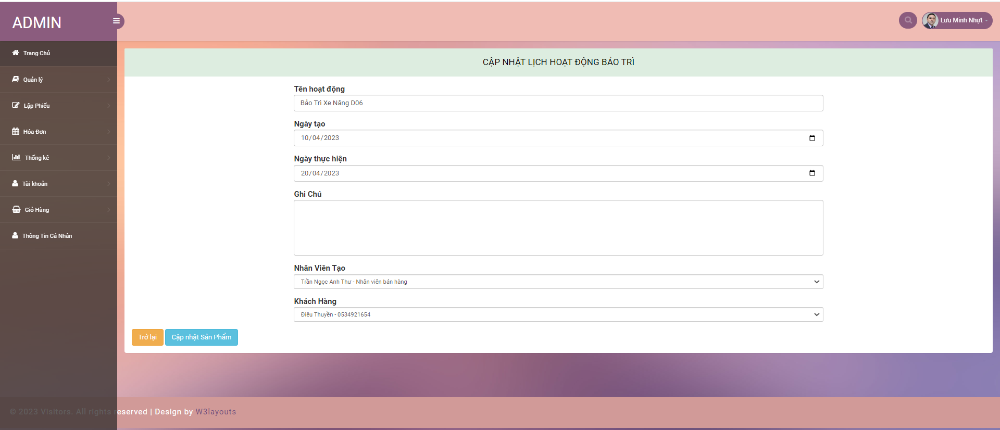 ADMIN
Lưu Minh Nhựt
Trang Chủ
Quản lý
Lập Phiếu
Hóa Đơn
Thống kê
Tài khoản
Giỏ Hàng
Thông Tin Cá Nhân
CẬP NHẬT LỊCH HOẠT ĐỘNG BẢO TRÌ
Tên hoạt động
Bảo Trì Xe Nâng D06
Ngày tạo
10/04/2023
Ngày thực hiện
20/04/2023
Ghi Chú
Nhân Viên Tạo
Trần Ngọc Anh Thư - Nhân viên bán hàng
Khách Hàng
Điêu Thuyền - 0534921654
Trở lại
Cập nhật Sản Phẩm
© 2023 Visitors. All rights reserved | Design by W3layouts